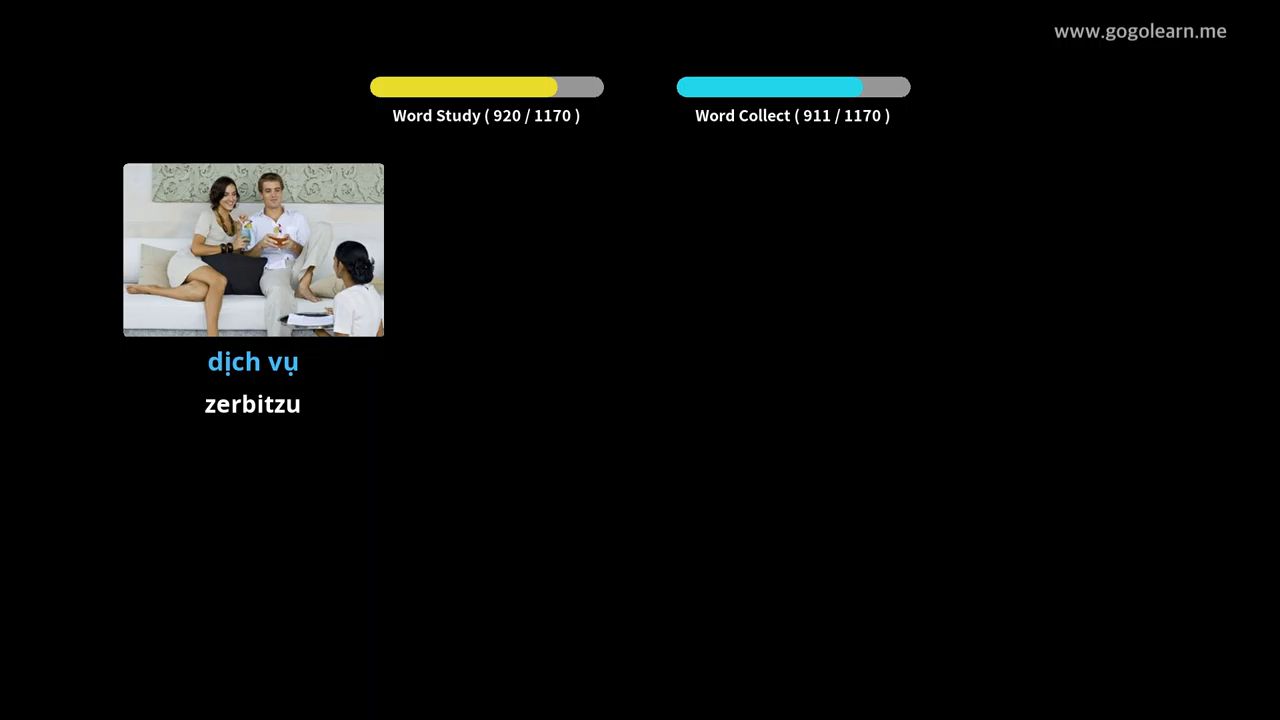 www.gogolearn.me
Word Study ( 920 / 1170 )
Word Collect ( 911 / 1170 )
dịch vụ
zerbitzu